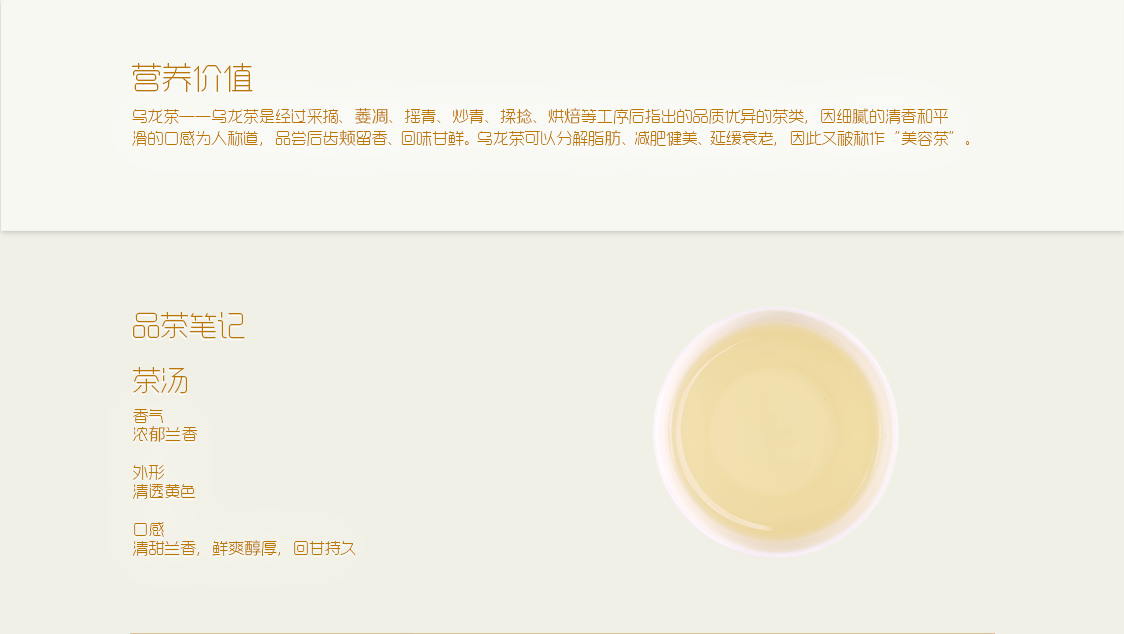 营养价值
乌龙茶——乌龙茶是经过采摘、萎凋、摇青、炒青、揉捻、烘焙等工序后指出的品质优异的茶类，因细腻的清香和平
滑的口感为人称道，品尝后齿颊留香、回味甘鲜。乌龙茶可以分解脂肪、减肥健美、延缓衰老，因此又被称作“美容茶”。
品茶笔记
茶汤
香气
浓郁兰香
外形
清透黄色
口感
清甜兰香，鲜爽醇厚，回甘持久